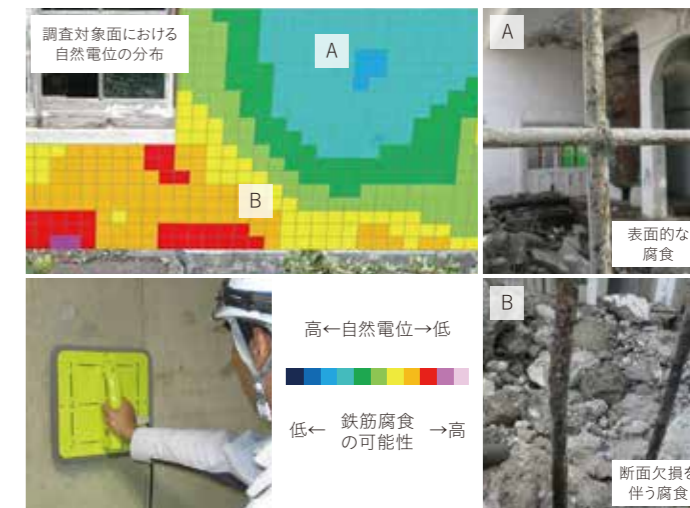 調査対象面における
自然電位の分布
A
B
A
表面的な
腐食
高←自然電位→低
低← 鉄筋腐食 →高
の可能性
B
断面欠損を
伴う腐食